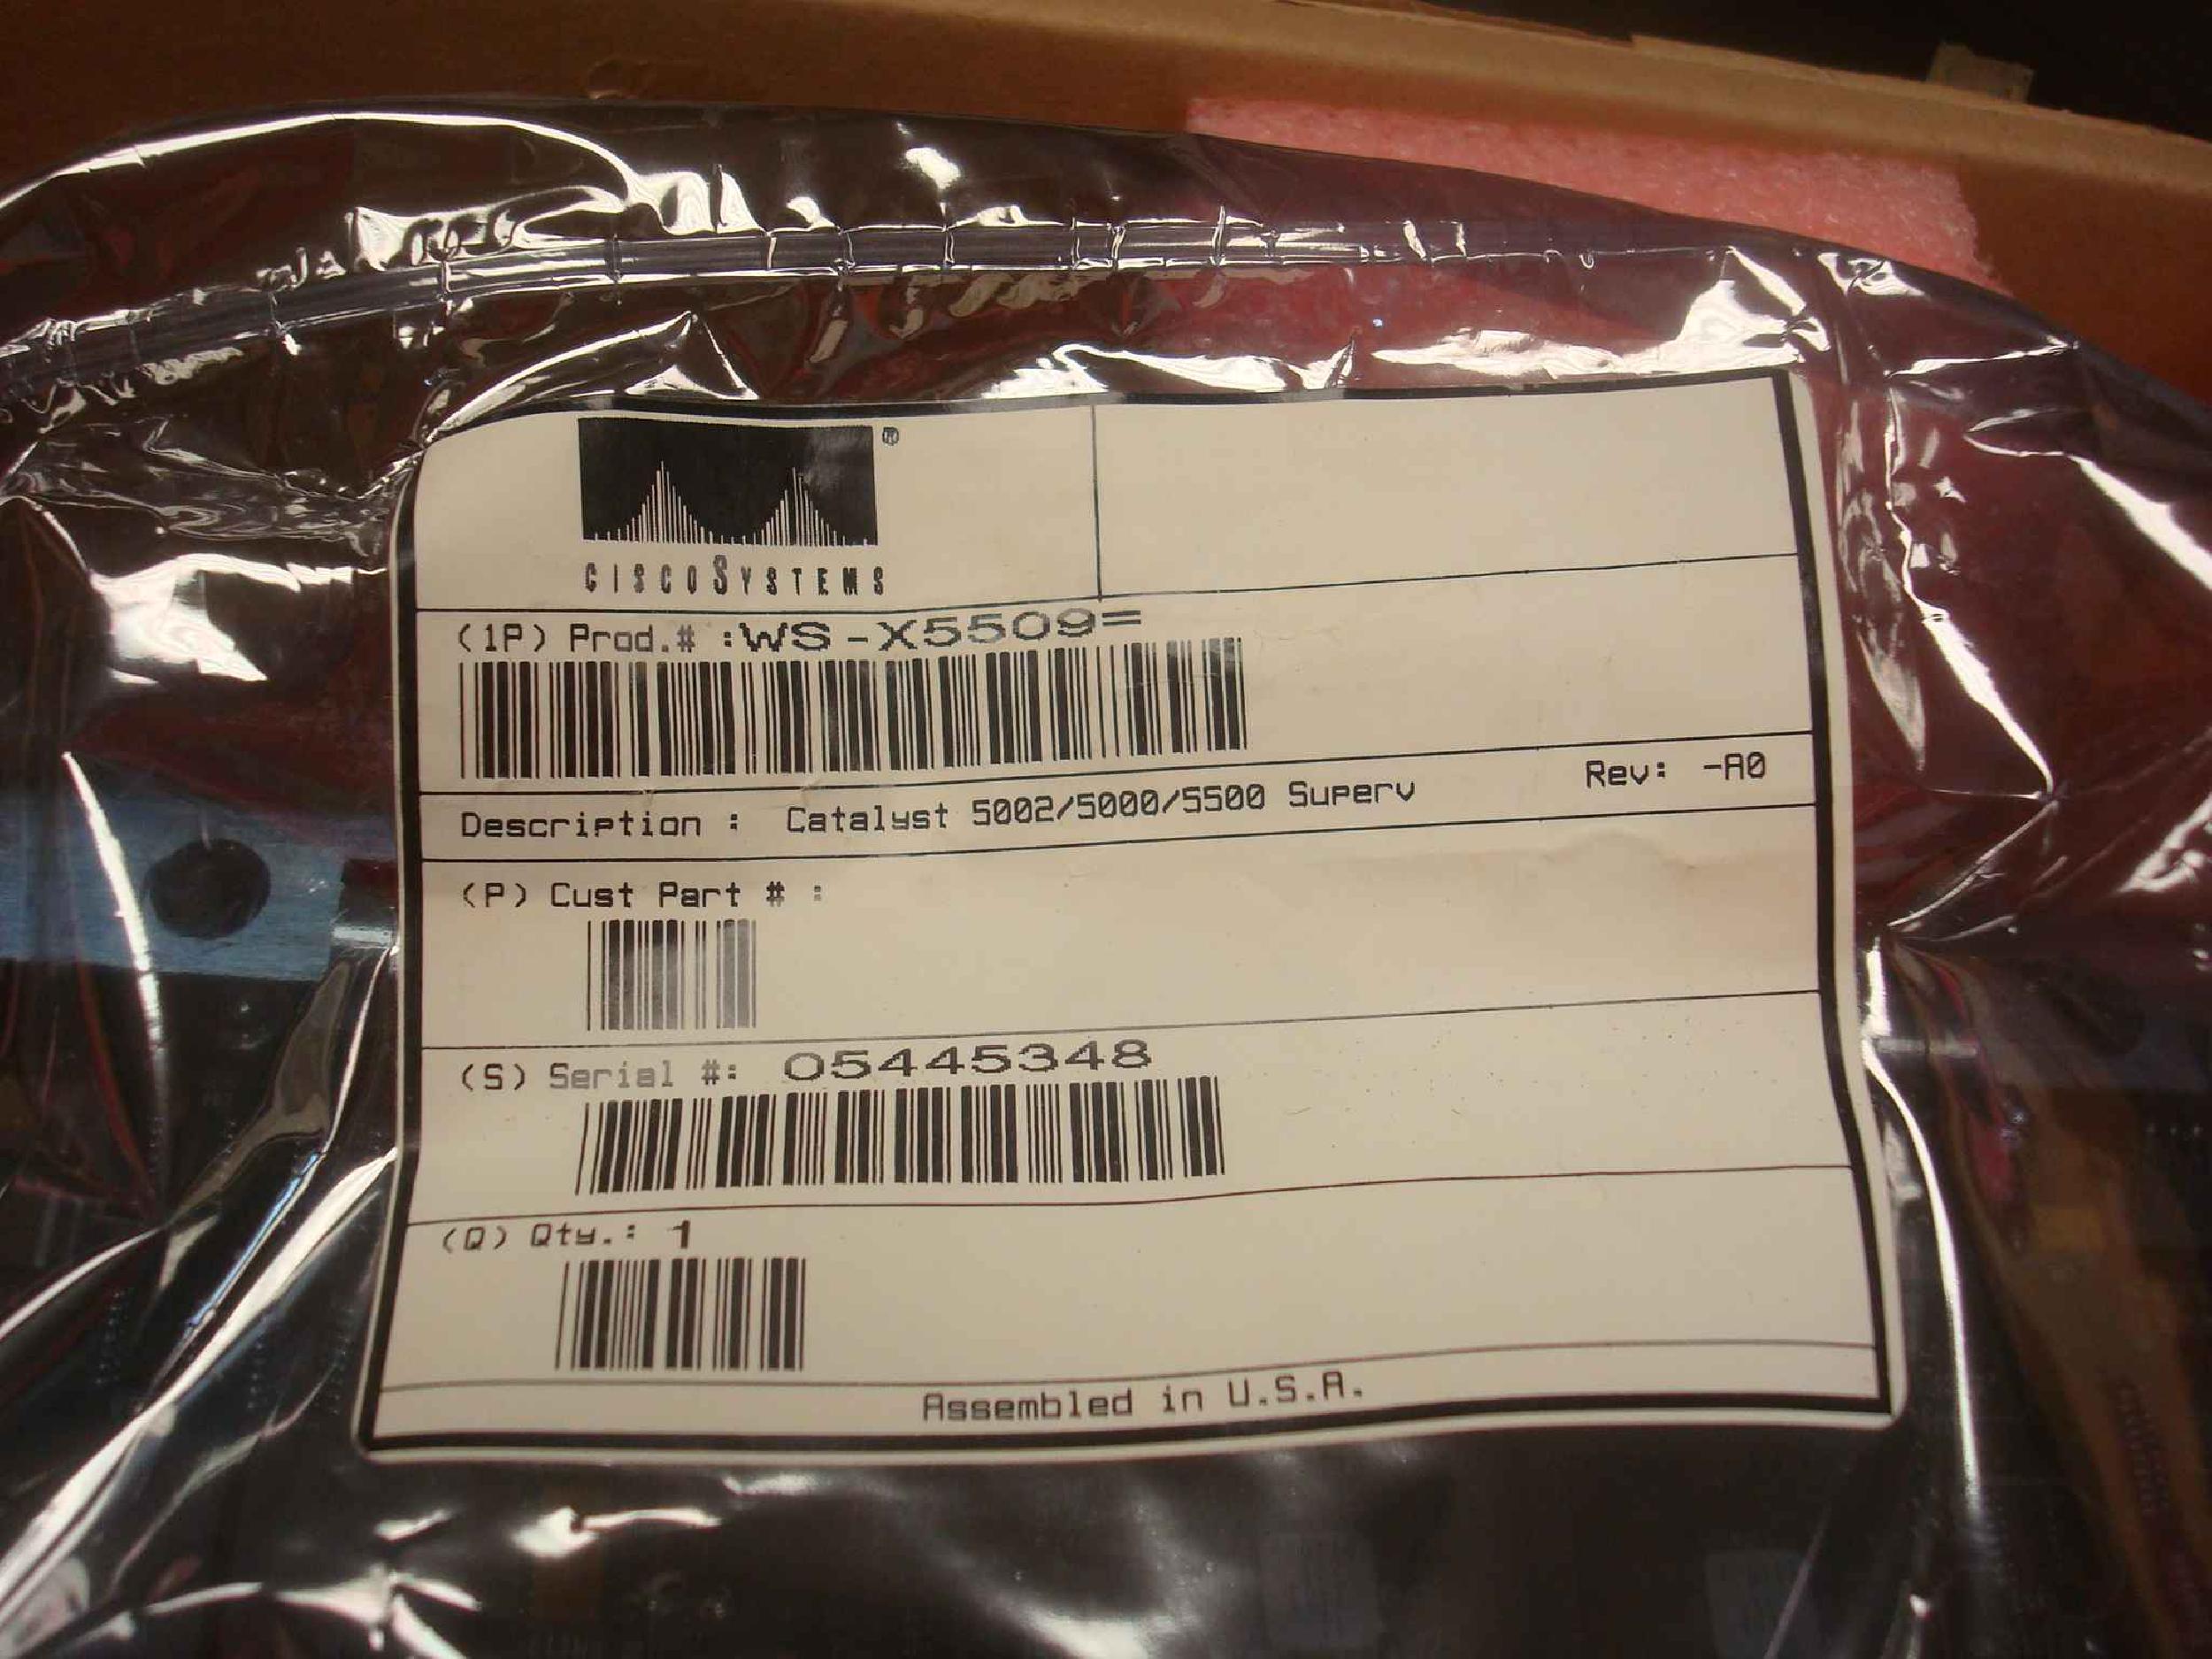 ®
CISCO SYSTEMS
(1P) Prod.# :WS-X5509=
Description : Catalyst 5002/5000/5500 Superv Rev: -A0
(P) Cust Part # :
(S) Serial #: 05445348
(Q) Qty.: 1
Assembled in U.S.A.